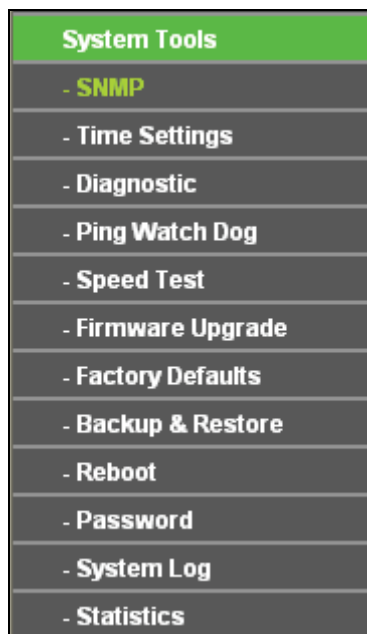 System Tools
- SNMP
- Time Settings
- Diagnostic
- Ping Watch Dog
- Speed Test
- Firmware Upgrade
- Factory Defaults
- Backup & Restore
- Reboot
- Password
- System Log
- Statistics